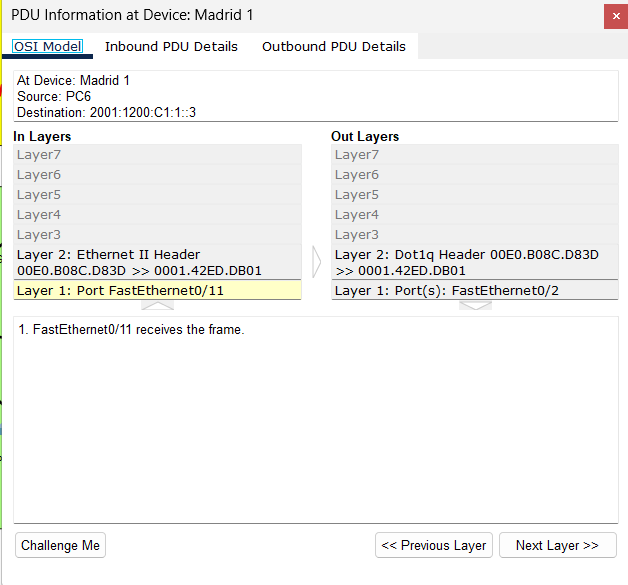 PDU Information at Device: Madrid 1
OSI Model Inbound PDU Details Outbound PDU Details
At Device: Madrid 1
Source: PC6
Destination: 2001:1200:C1:1::3
In Layers
Layer7
Layer6
Layer5
Layer4
Layer3
Layer 2: Ethernet II Header
00E0.B08C.D83D >> 0001.42ED.DB01
Layer 1: Port FastEthernet0/11
Out Layers
Layer7
Layer6
Layer5
Layer4
Layer3
Layer 2: Dot1q Header 00E0.B08C.D83D
>> 0001.42ED.DB01
Layer 1: Port(s): FastEthernet0/2
1. FastEthernet0/11 receives the frame.
Challenge Me << Previous Layer Next Layer >>